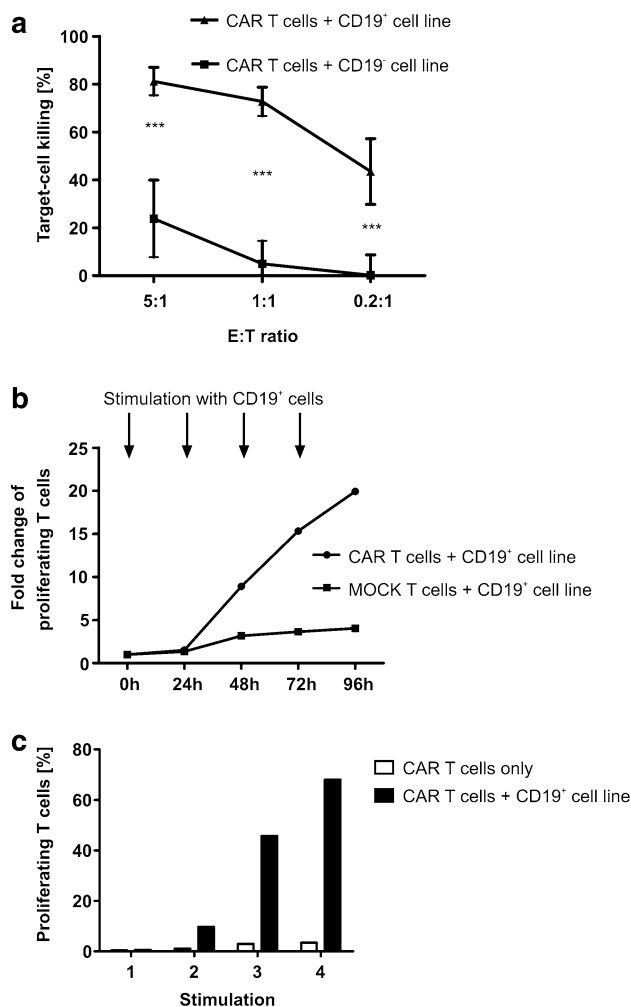 a
CAR T cells + CD19⁺ cell line
CAR T cells + CD19⁻ cell line
Target-cell killing [%]
100
80
60
40
20
0
***
***
***
5:1
1:1
0.2:1
E:T ratio
b
Stimulation with CD19⁺ cells
Fold change of
proliferating T cells
25
20
15
10
5
0
CAR T cells + CD19⁺ cell line
MOCK T cells + CD19⁺ cell line
0h
24h
48h
72h
96h
c
Proliferating T cells [%]
80
60
40
20
0
CAR T cells only
CAR T cells + CD19⁺ cell line
1
2
3
4
Stimulation